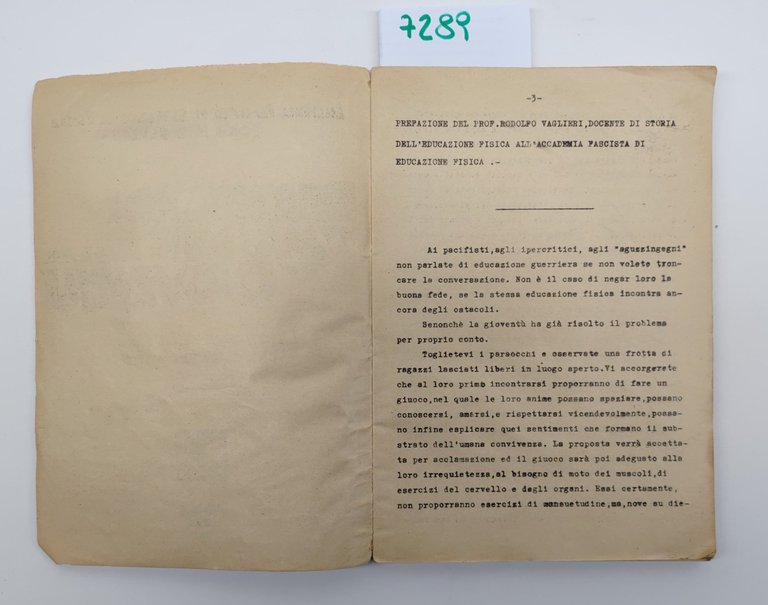 7289
-3-
PREFAZIONE DEL PROF.RODOLFO VAGLIERI,DOCENTE DI STORIA
DELL'EDUCAZIONE FISICA ALL'ACCADEMIA FASCISTA DI
EDUCAZIONE FISICA .-
Ai pacifisti,agli ipercritici, agli "aguzzingegni"
non parlate di educazione guerriera se non volete tron-
care la conversazione. Non è il caso di negar loro la
buona fede, se la stessa educazione fisica incontra an-
cora degli ostacoli.
Senonchè la gioventù ha già risolto il problema
per proprio conto.
Toglietevi i paraocchi e osservate una frotta di
ragazzi lasciati liberi in luogo aperto.Vi accorgerete
che al loro primo incontrarsi proporranno di fare un
giuoco,nel quale le loro anime possano spaziare,possano
conoscersi, amarsi,e rispettarsi vicendevolmente,possa-
no infine esplicare quei sentimenti che formano il sub-
strato dell'umana convivenza. La proposta verrà accetta-
ta per acclamazione ed il giuoco sarà poi adeguato alla
loro irrequietezza,al bisogno di moto dei muscoli,di
esercizi del cervello e degli organi. Essi certamente,
non proporranno esercizi di mansuetudine,ma,nove su die-